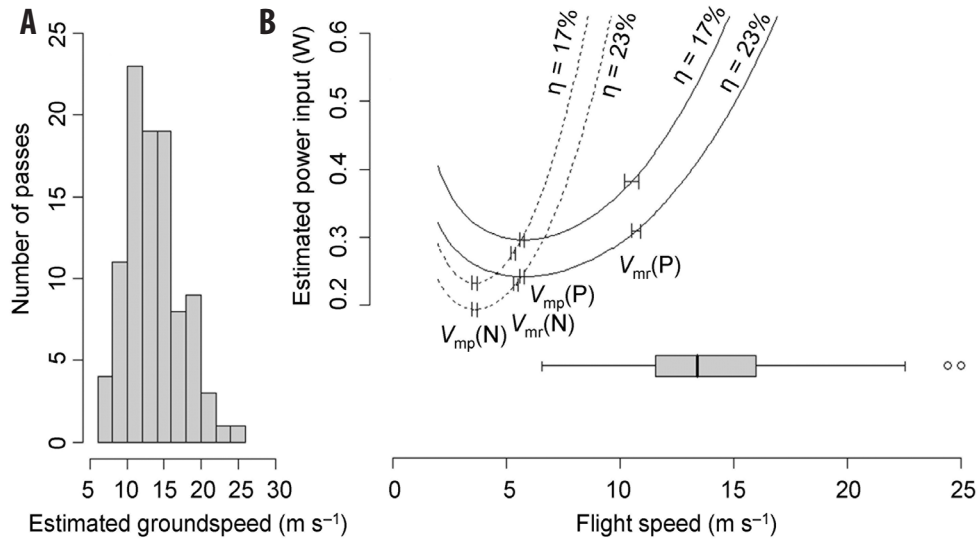 A
25
20
15
10
5
0
Number of passes
5 10 15 20 25 30
Estimated groundspeed (m s⁻¹)
B
0.6
0.5
0.4
0.3
0.2
Estimated power input (W)
η = 17%
η = 23%
η = 17%
η = 23%
Vmr(P)
Vmp(P)
Vmr(N)
Vmp(N)
0 5 10 15 20 25
Flight speed (m s⁻¹)